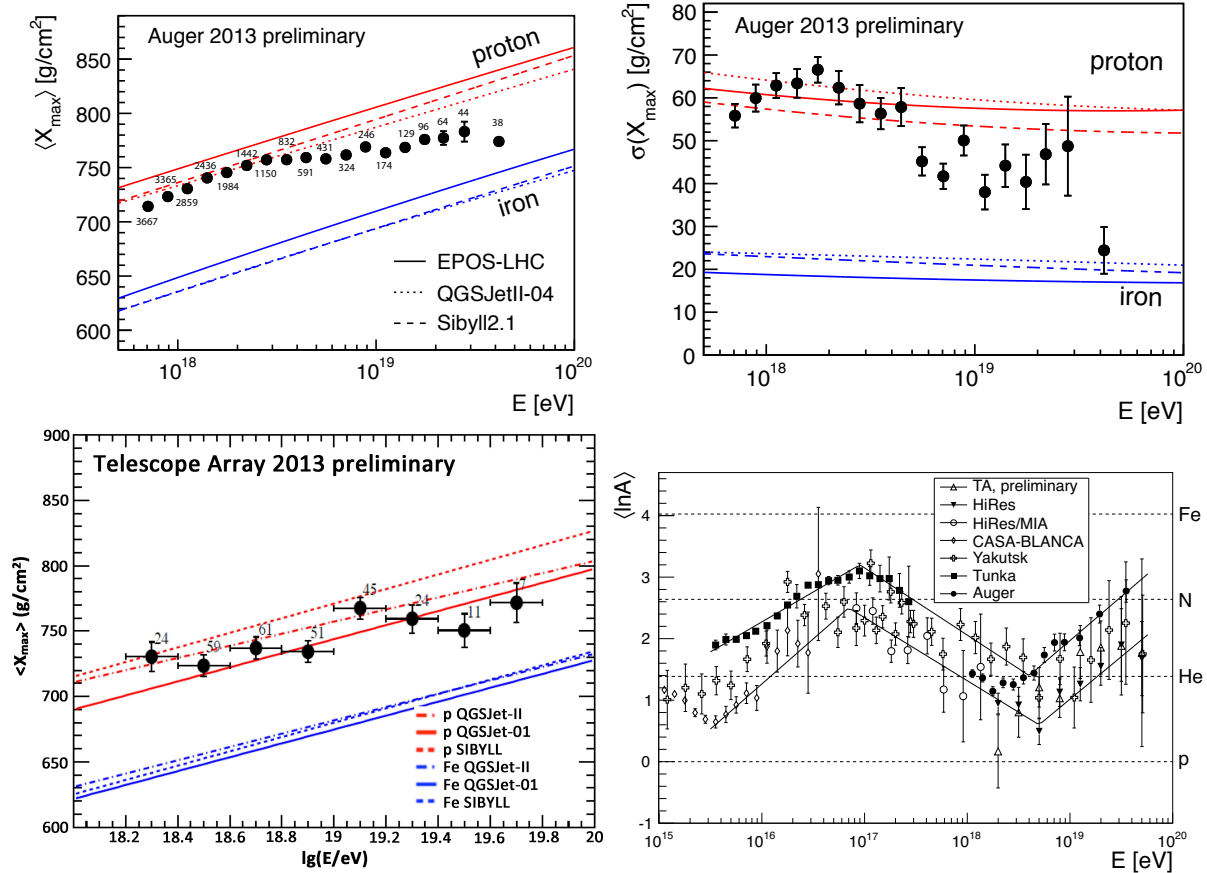 Auger 2013 preliminary
⟨X_max⟩ [g/cm²]
850
800
750
700
650
600
proton
iron
3667
3365
2859
2436
1984
1442
1150
832
591
431
324
246
174
129
96
64
44
38
EPOS-LHC
QGSJetII-04
Sibyll2.1
10¹⁸
10¹⁹
10²⁰
E [eV]
Auger 2013 preliminary
σ(X_max) [g/cm²]
80
70
60
50
40
30
20
10
0
proton
iron
10¹⁸
10¹⁹
10²⁰
E [eV]
Telescope Array 2013 preliminary
<X_max> (g/cm²)
900
850
800
750
700
650
600
24
59
61
51
45
24
11
7
p QGSJet-II
p QGSJet-01
p SIBYLL
Fe QGSJet-II
Fe QGSJet-01
Fe SIBYLL
18.2
18.4
18.6
18.8
19
19.2
19.4
19.6
19.8
20
lg(E/eV)
⟨lnA⟩
4
3
2
1
0
-1
TA, preliminary
HiRes
HiRes/MIA
CASA-BLANCA
Yakutsk
Tunka
Auger
Fe
N
He
p
10¹⁵
10¹⁶
10¹⁷
10¹⁸
10¹⁹
10²⁰
E [eV]